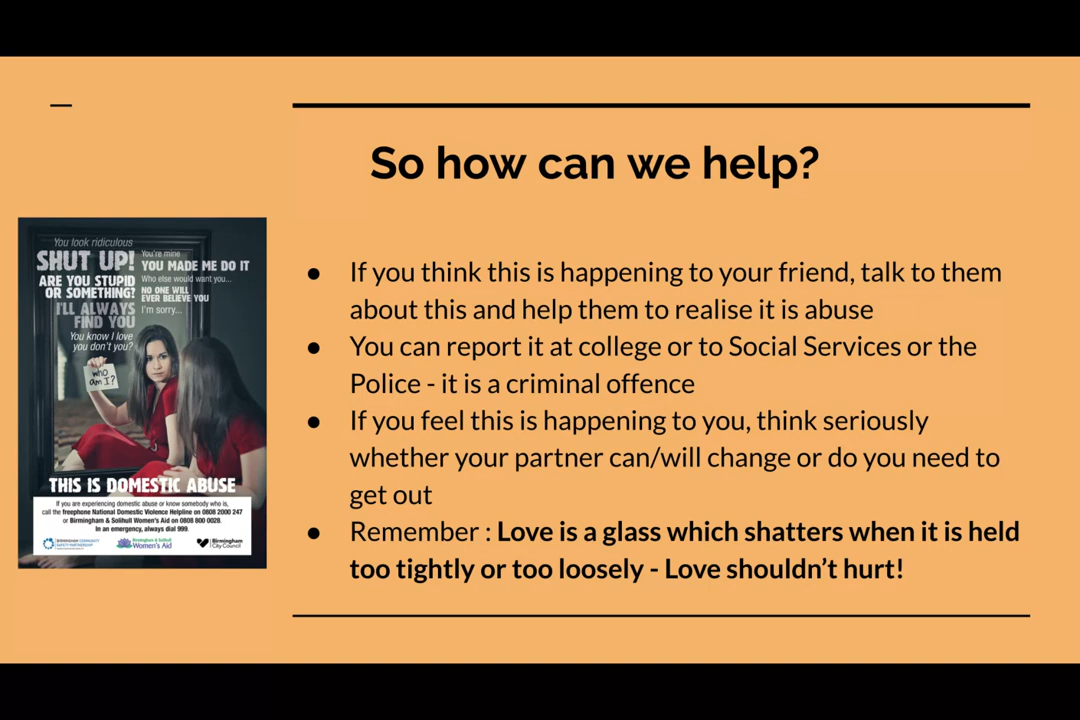 So how can we help?
You look ridiculous
SHUT UP!
ARE YOU STUPID
OR SOMETHING?
I'LL ALWAYS
FIND YOU
You know I love
you don't you?
You're mine
YOU MADE ME DO IT
Who else would want you...
NO ONE WILL
EVER BELIEVE YOU
I'm sorry...
who
am I?
THIS IS DOMESTIC ABUSE
If you are experiencing domestic abuse or know somebody who is,
call the freephone National Domestic Violence Helpline on 0808 2000 247
or Birmingham & Solihull Women's Aid on 0808 800 0028.
In an emergency, always dial 999.
BIRMINGHAM COMMUNITY
SAFETY PARTNERSHIP
Birmingham & Solihull
Women's Aid
Birmingham
City Council
● If you think this is happening to your friend, talk to them
about this and help them to realise it is abuse
● You can report it at college or to Social Services or the
Police - it is a criminal offence
● If you feel this is happening to you, think seriously
whether your partner can/will change or do you need to
get out
● Remember : Love is a glass which shatters when it is held
too tightly or too loosely - Love shouldn't hurt!